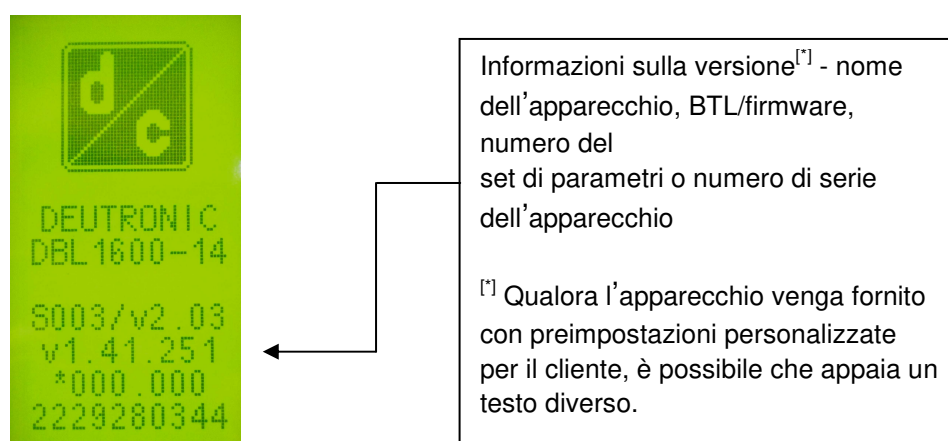 d
c
DEUTRONIC
DBL1600-14
S003/v2.03
v1.41.251
*000.000
2229280344
Informazioni sulla versione[*] - nome
dell'apparecchio, BTL/firmware,
numero del
set di parametri o numero di serie
dell'apparecchio
[*] Qualora l'apparecchio venga fornito
con preimpostazioni personalizzate
per il cliente, è possibile che appaia un
testo diverso.